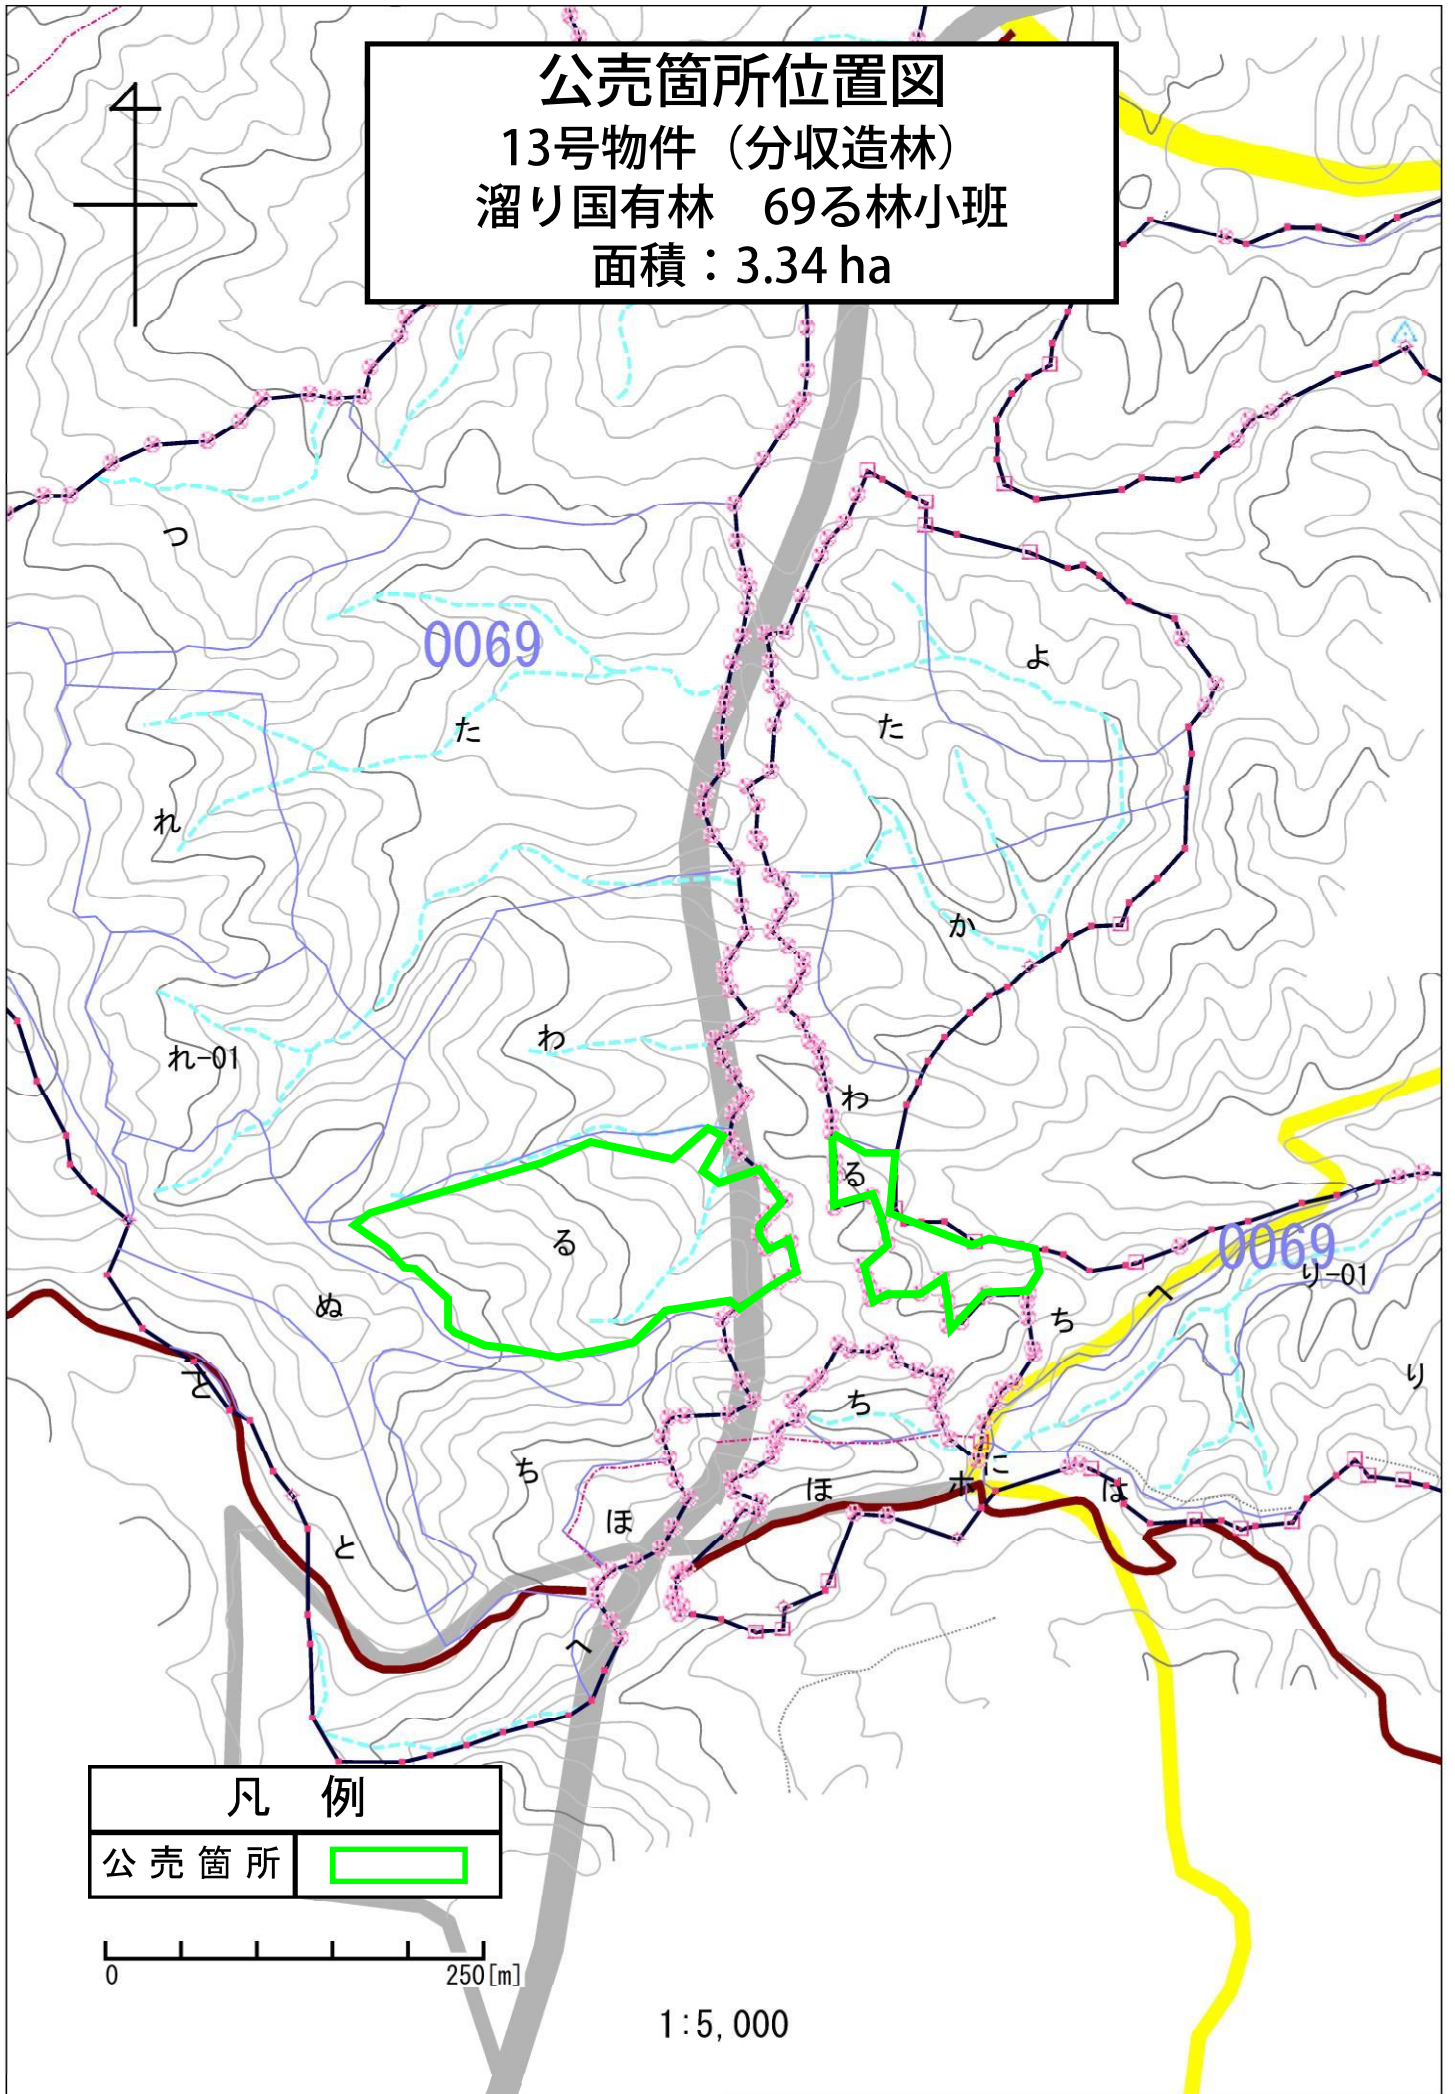 公売箇所位置図
13号物件（分収造林）
溜り国有林　69る林小班
面積：3.34 ha
つ
0069
よ
た
た
れ
か
わ
れ-01
わ
る
る
0069
り-01
ぬ
へ
ち
と
り
ち
ち
に
ホ
ほ
は
ほ
と
へ
凡　例
公売箇所
0
250[m]
1:5,000